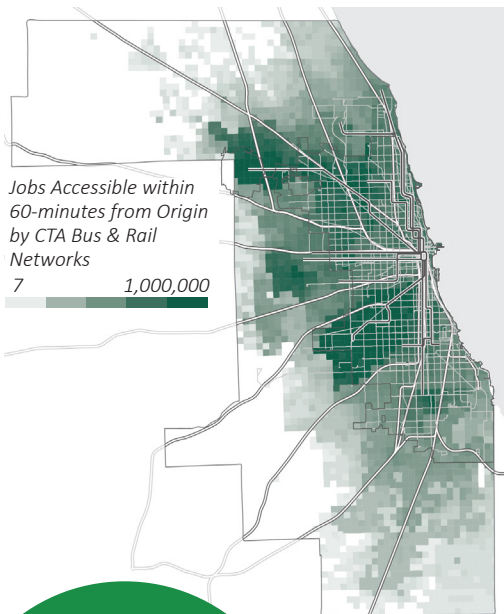 Jobs Accessible within
60-minutes from Origin
by CTA Bus & Rail
Networks
7 1,000,000